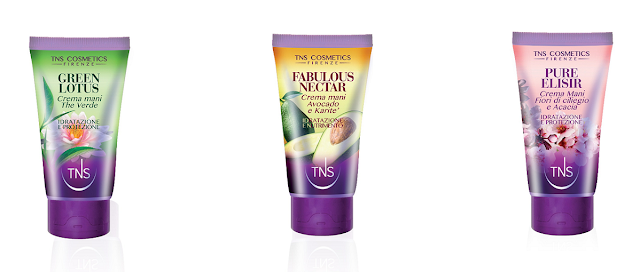 TNS COSMETICS
FIRENZE
GREEN
LOTUS
Crema mani
The Verde
IDRATAZIONE
E PROTEZIONE
TNS
TNS COSMETICS
FIRENZE
FABULOUS
NECTAR
Crema mani
Avocado
e Karite'
IDRATAZIONE
E NUTRIMENTO
TNS
TNS COSMETICS
FIRENZE
PURE
ELISIR
Crema Mani
Fiori di ciliegio
e Acacia
IDRATAZIONE
E PROTEZIONE
TNS